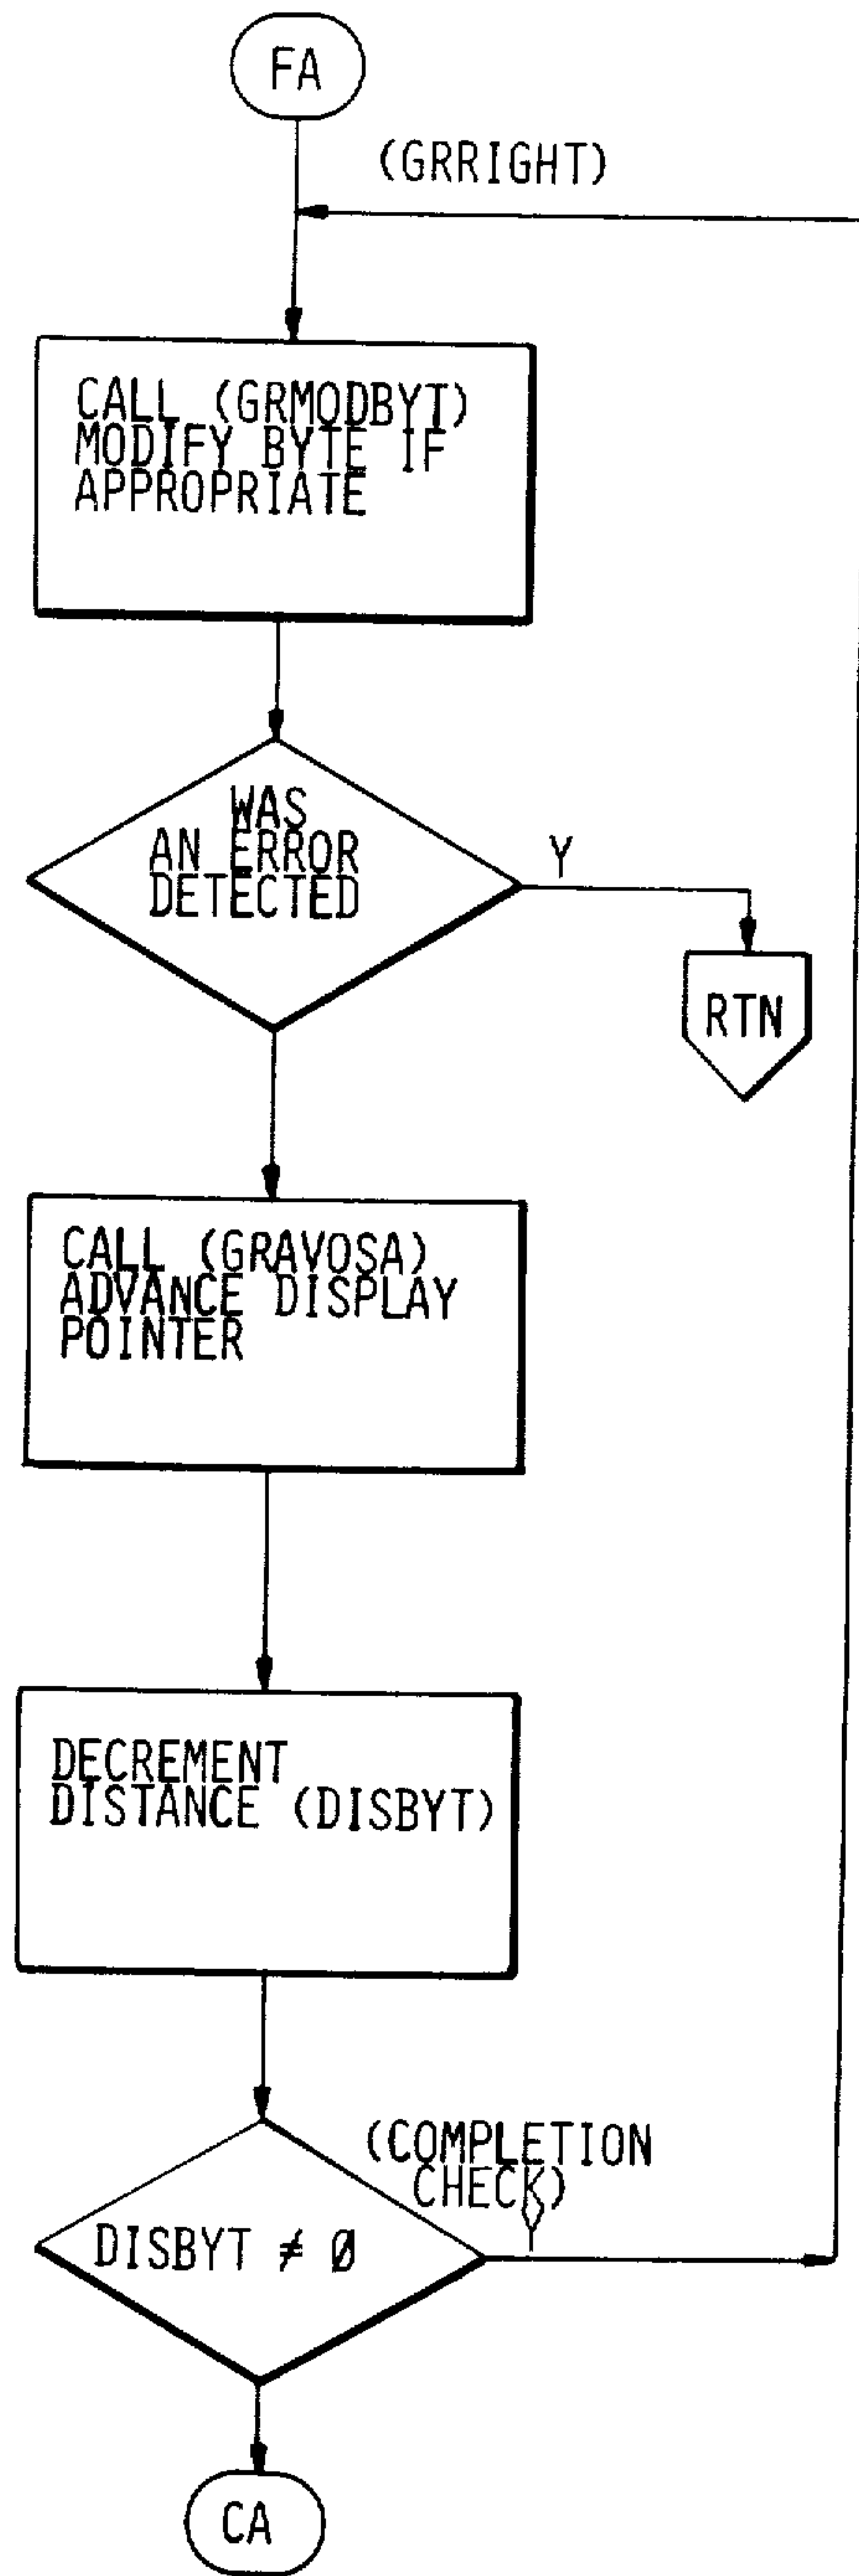 FA
(GRRIGHT)
CALL (GRMODBYT)
MODIFY BYTE IF
APPROPRIATE
WAS
AN ERROR
DETECTED
Y
RTN
CALL (GRAVOSA)
ADVANCE DISPLAY
POINTER
DECREMENT
DISTANCE (DISBYT)
(COMPLETION
CHECK)
Y
DISBYT ≠ Ø
CA